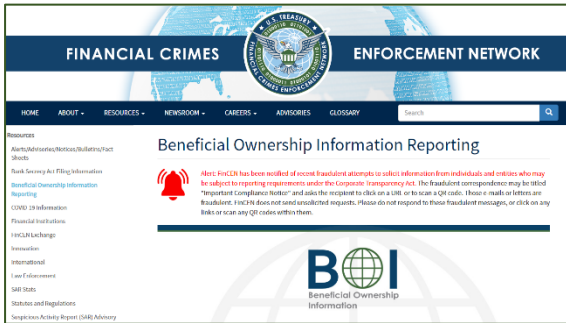 FINANCIAL CRIMES
ENFORCEMENT NETWORK
U.S. TREASURY
FINANCIAL CRIMES ENFORCEMENT NETWORK
HOME ABOUT RESOURCES NEWSROOM CAREERS ADVISORIES GLOSSARY Search
Resources
Alerts/Advisories/Notices/Bulletins/Fact
Sheets
Bank Secrecy Act Filing Information
Beneficial Ownership Information
Reporting
COVID 19 Information
Financial Institutions
FinCEN Exchange
Innovation
International
Law Enforcement
SAR Stats
Statutes and Regulations
Suspicious Activity Report (SAR) Advisory
Beneficial Ownership Information Reporting
Alert: FinCEN has been notified of recent fraudulent attempts to solicit information from individuals and entities who may
be subject to reporting requirements under the Corporate Transparency Act. The fraudulent correspondence may be titled
"Important Compliance Notice" and asks the recipient to click on a URL or to scan a QR code. Those e-mails or letters are
fraudulent. FinCEN does not send unsolicited requests. Please do not respond to these fraudulent messages, or click on any
links or scan any QR codes within them.
BOI
Beneficial Ownership
Information